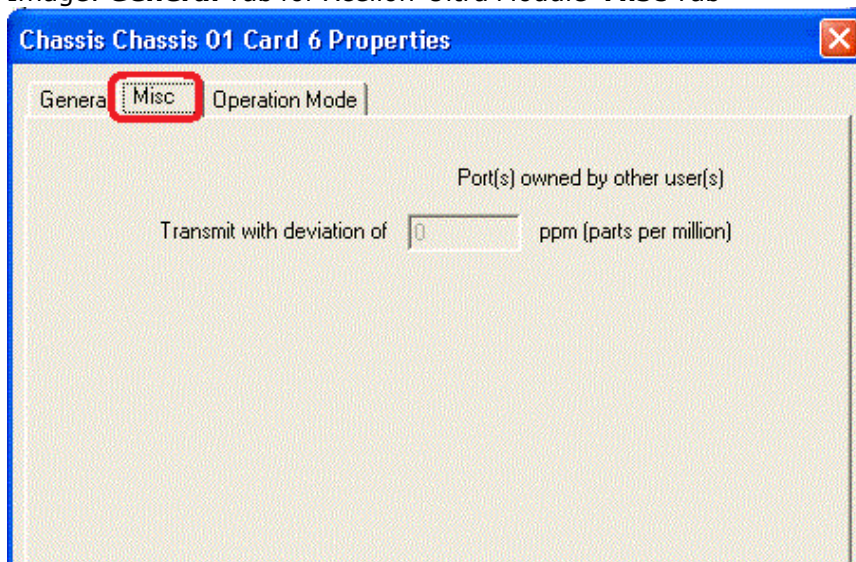 Chassis Chassis 01 Card 6 Properties
Genera Misc Operation Mode
Port(s) owned by other user(s)
Transmit with deviation of 0 ppm (parts per million)